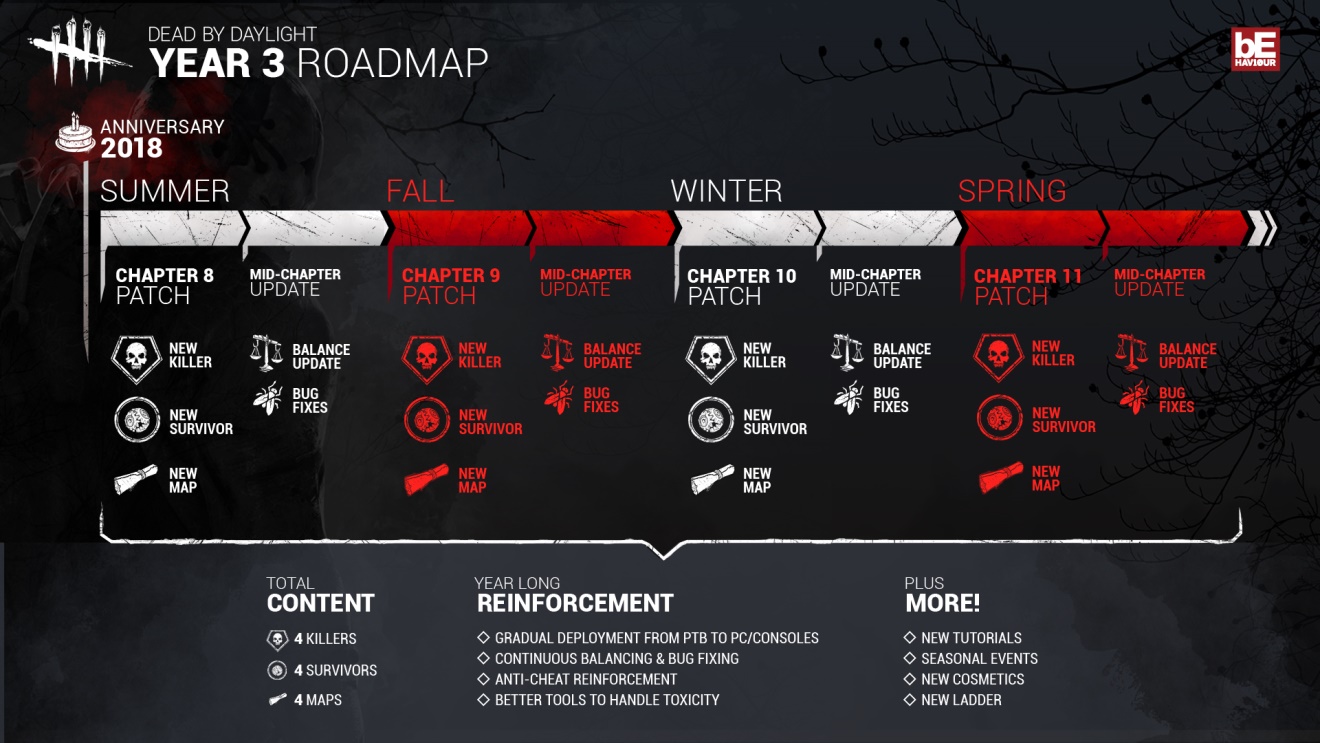 DEAD BY DAYLIGHT
YEAR 3 ROADMAP
bE
HAVIOUR
ANNIVERSARY
2018
SUMMER
FALL
WINTER
SPRING
CHAPTER 8
PATCH
MID-CHAPTER
UPDATE
CHAPTER 9
PATCH
MID-CHAPTER
UPDATE
CHAPTER 10
PATCH
MID-CHAPTER
UPDATE
CHAPTER 11
PATCH
MID-CHAPTER
UPDATE
NEW
KILLER
NEW
SURVIVOR
NEW
MAP
BALANCE
UPDATE
BUG
FIXES
NEW
KILLER
NEW
SURVIVOR
NEW
MAP
BALANCE
UPDATE
BUG
FIXES
NEW
KILLER
NEW
SURVIVOR
NEW
MAP
BALANCE
UPDATE
BUG
FIXES
NEW
KILLER
NEW
SURVIVOR
NEW
MAP
BALANCE
UPDATE
BUG
FIXES
TOTAL
CONTENT
4 KILLERS
4 SURVIVORS
4 MAPS
YEAR LONG
REINFORCEMENT
GRADUAL DEPLOYMENT FROM PTB TO PC/CONSOLES
CONTINUOUS BALANCING & BUG FIXING
ANTI-CHEAT REINFORCEMENT
BETTER TOOLS TO HANDLE TOXICITY
PLUS
MORE!
NEW TUTORIALS
SEASONAL EVENTS
NEW COSMETICS
NEW LADDER